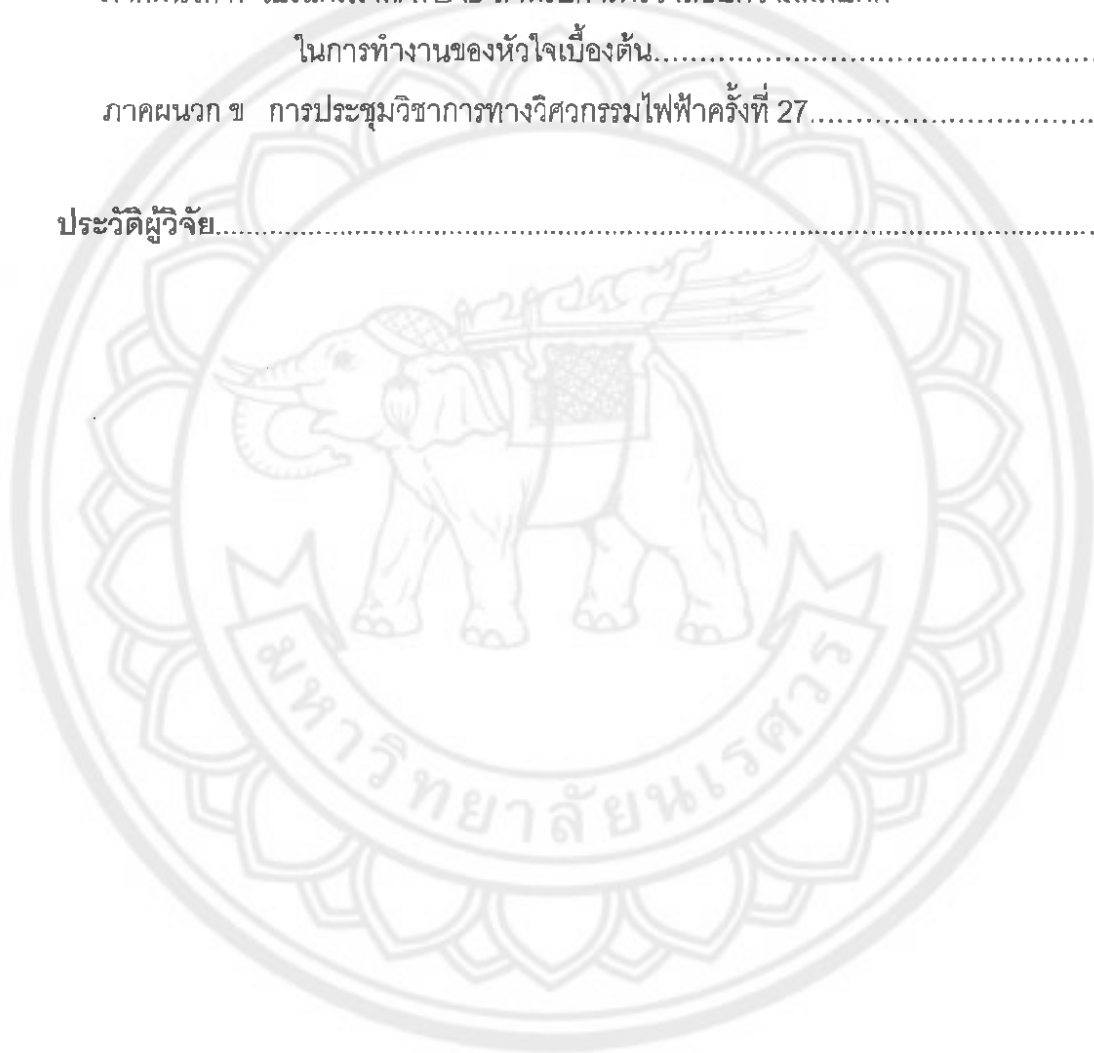 ในการทำงานของหัวใจเบื้องต้น................................................
ภาคผนวก ข การประชุมวิชาการทางวิศวกรรมไฟฟ้าครั้งที่ 27...............................
ประวัติผู้วิจัย................................................................................................
มหาวิทยาลัยนเรศวร